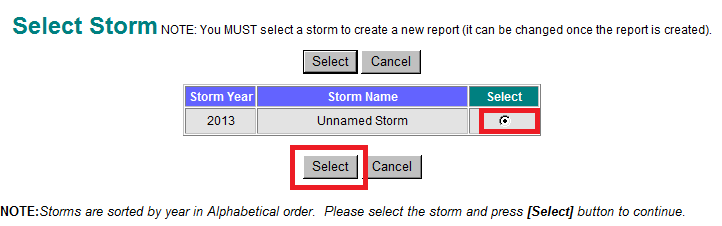 Select Storm NOTE: You MUST select a storm to create a new report (it can be changed once the report is created).
Select Cancel
Storm Year Storm Name Select
2013 Unnamed Storm
Select Cancel
NOTE:Storms are sorted by year in Alphabetical order. Please select the storm and press [Select] button to continue.